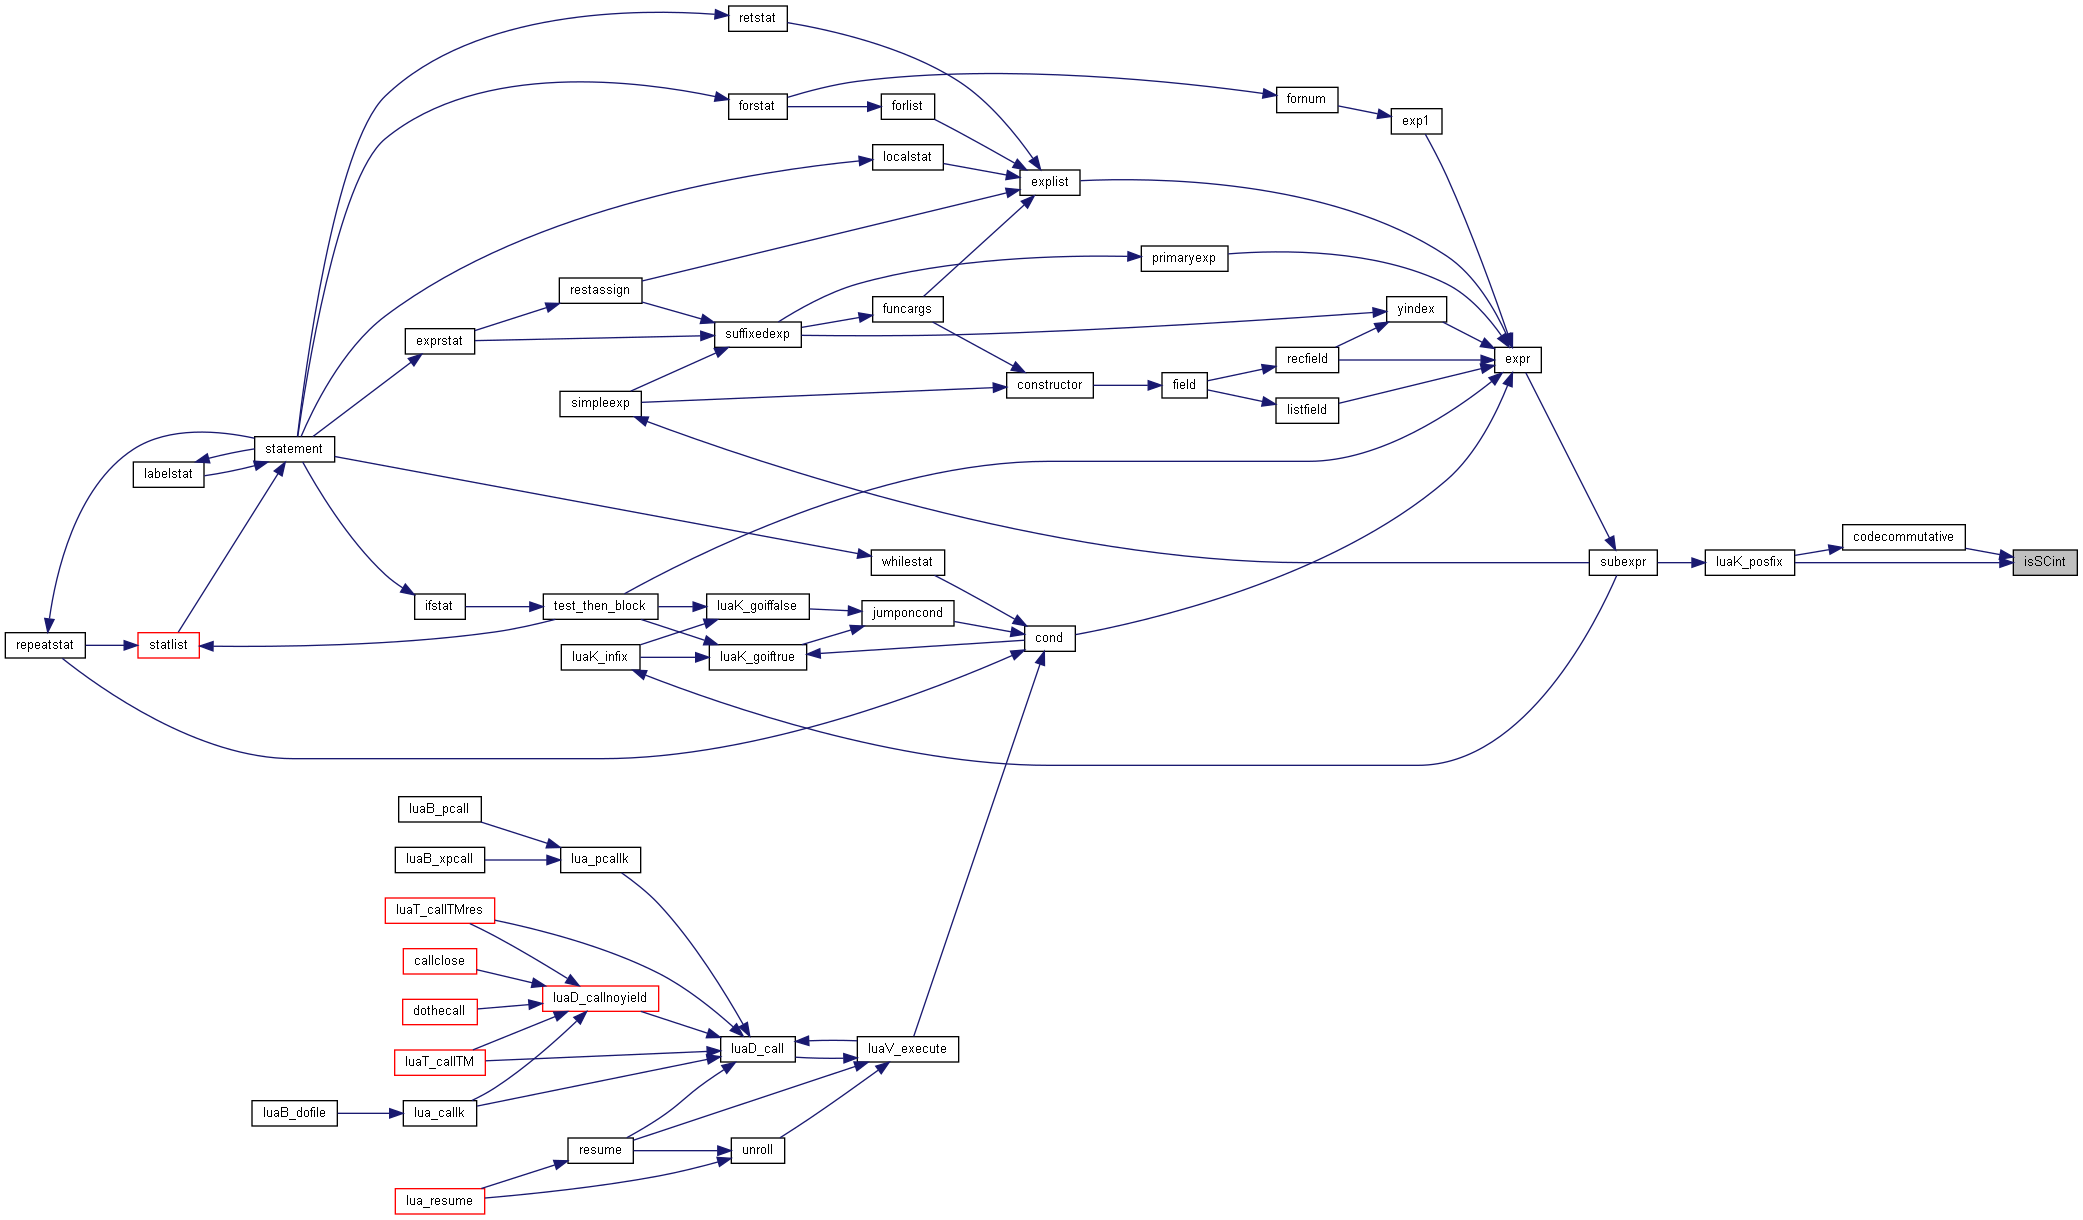 retstat
forstat
forlist
fornum
exp1
localstat
explist
primaryexp
restassign
funcargs
yindex
suffixedexp
exprstat
recfield
expr
constructor
field
simpleexp
listfield
statement
labelstat
codecommutative
whilestat
subexpr
luaK_posfix
isSCint
ifstat
test_then_block
luaK_goiffalse
jumponcond
repeatstat
statlist
luaK_infix
luaK_goiftrue
cond
luaB_pcall
luaB_xpcall
lua_pcallk
luaT_callTMres
callclose
luaD_callnoyield
dothecall
luaT_callTM
luaD_call
luaV_execute
luaB_dofile
lua_callk
resume
unroll
lua_resume